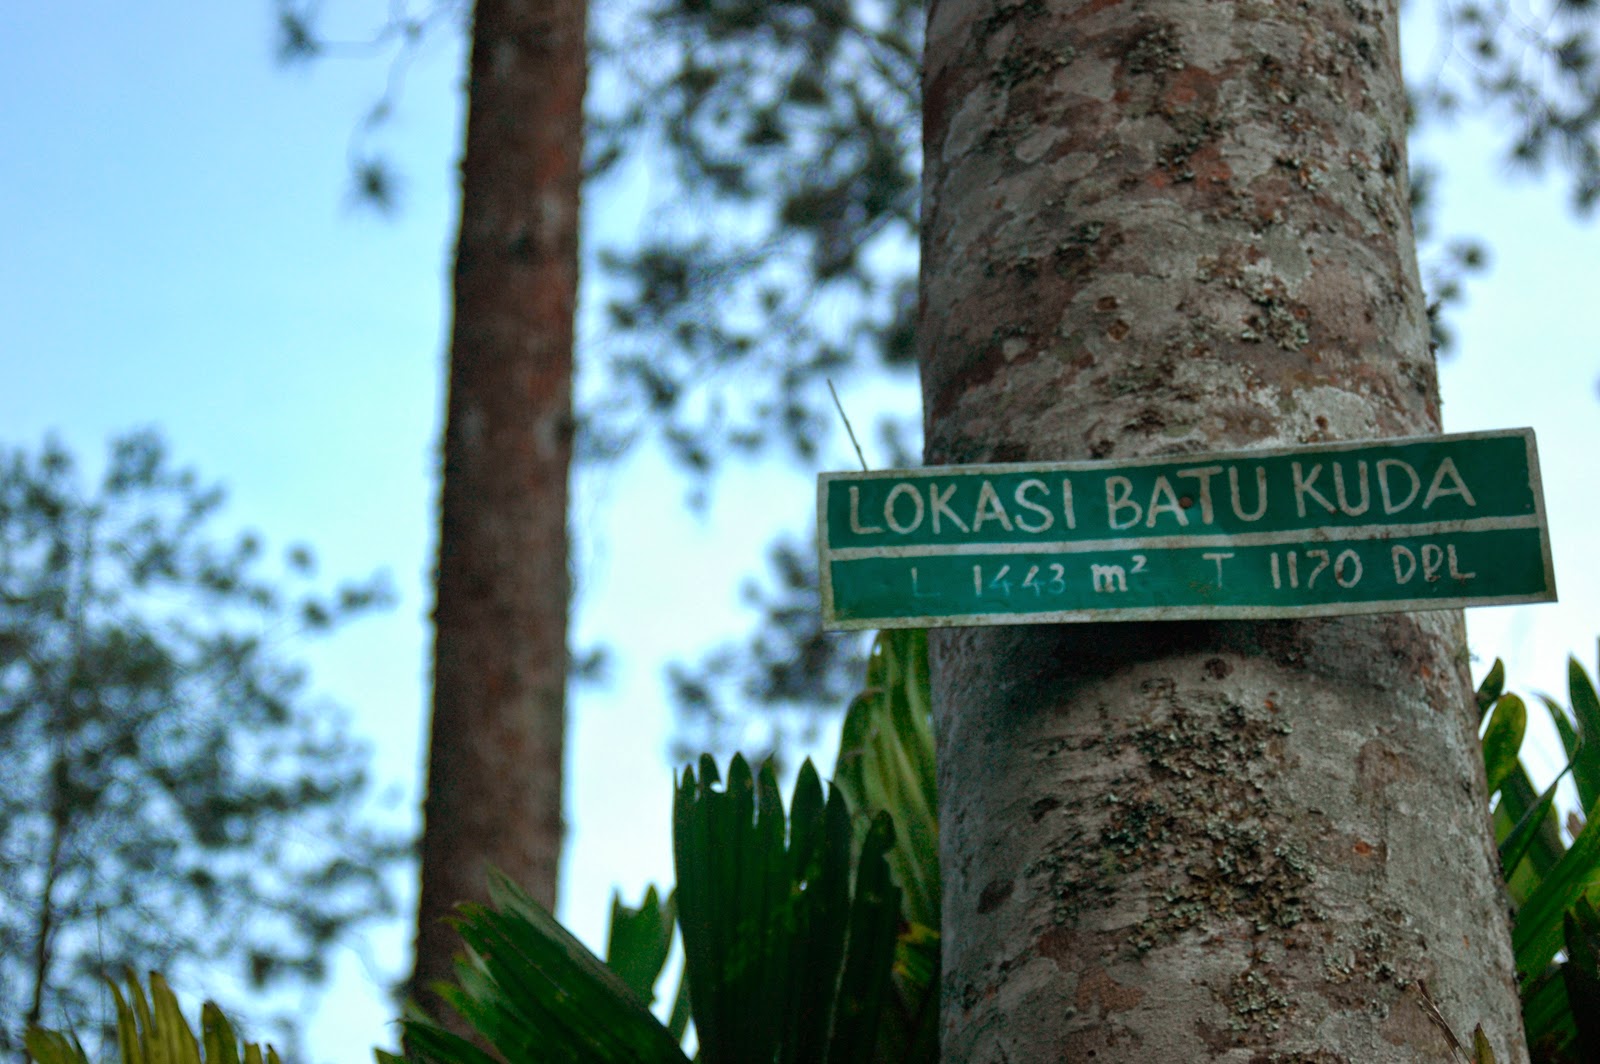 LOKASI BATU KUDA
L 1443 m² T 1170 DPL